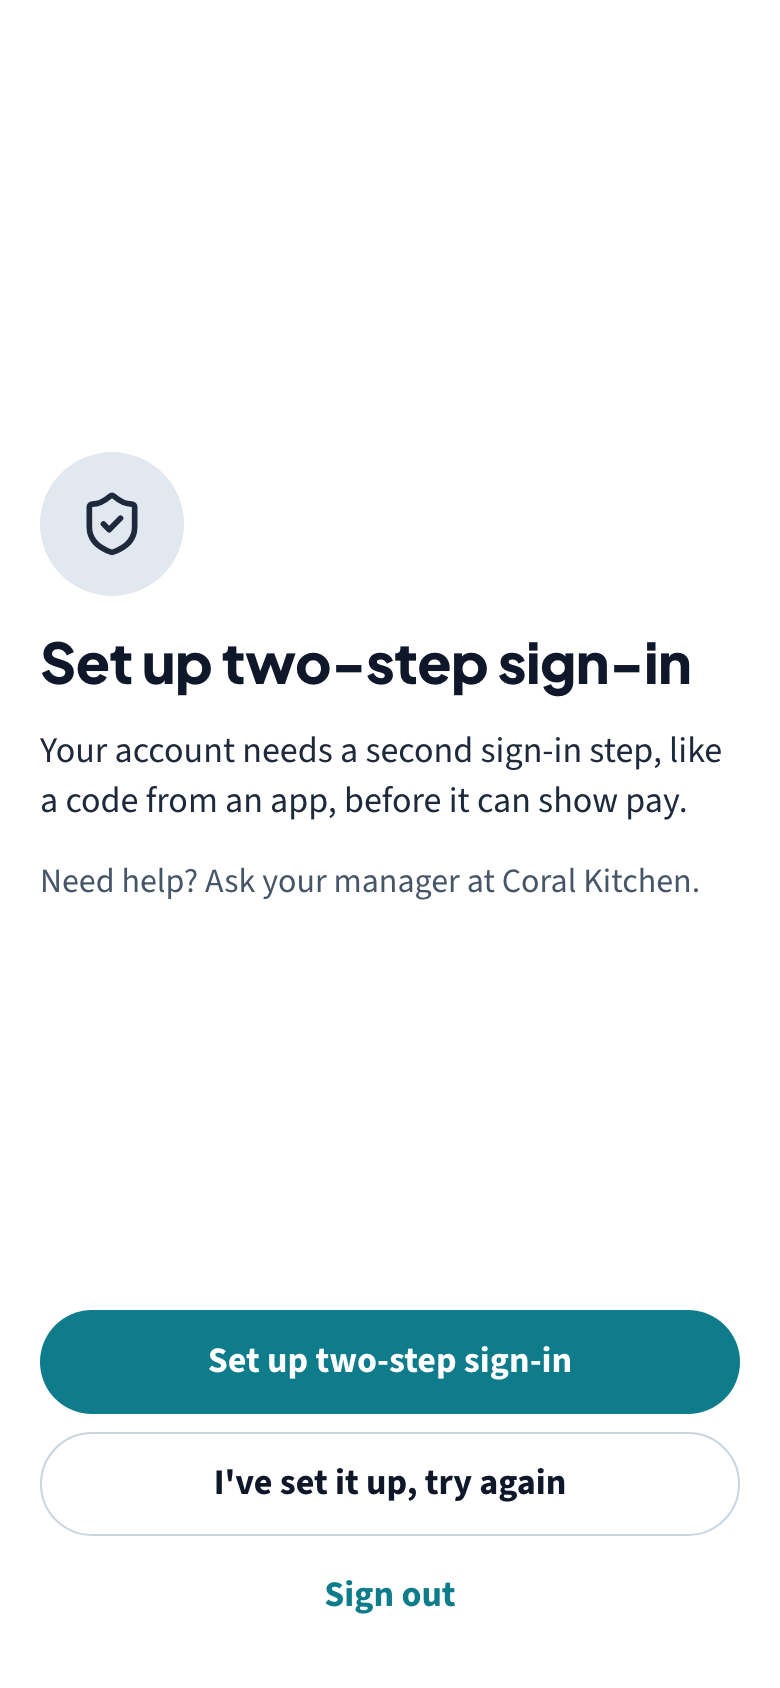 Set up two-step sign-in
Your account needs a second sign-in step, like
a code from an app, before it can show pay.
Need help? Ask your manager at Coral Kitchen.
Set up two-step sign-in
I've set it up, try again
Sign out